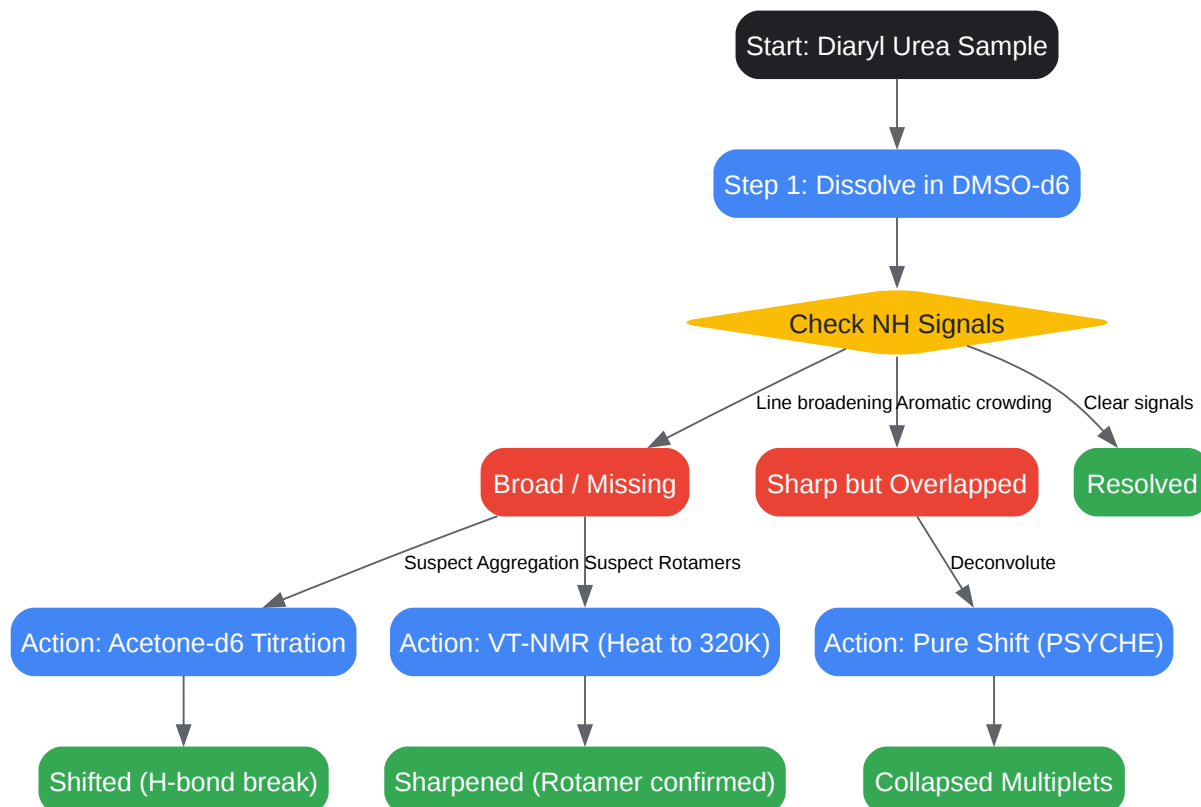 Start: Diaryl Urea Sample
Step 1: Dissolve in DMSO-d6
Check NH Signals
Line broadening
Aromatic crowding
Clear signals
Broad / Missing
Sharp but Overlapped
Resolved
Suspect Aggregation
Suspect Rotamers
Deconvolute
Action: Acetone-d6 Titration
Action: VT-NMR (Heat to 320K)
Action: Pure Shift (PSYCHE)
Shifted (H-bond break)
Sharpened (Rotamer confirmed)
Collapsed Multiplets